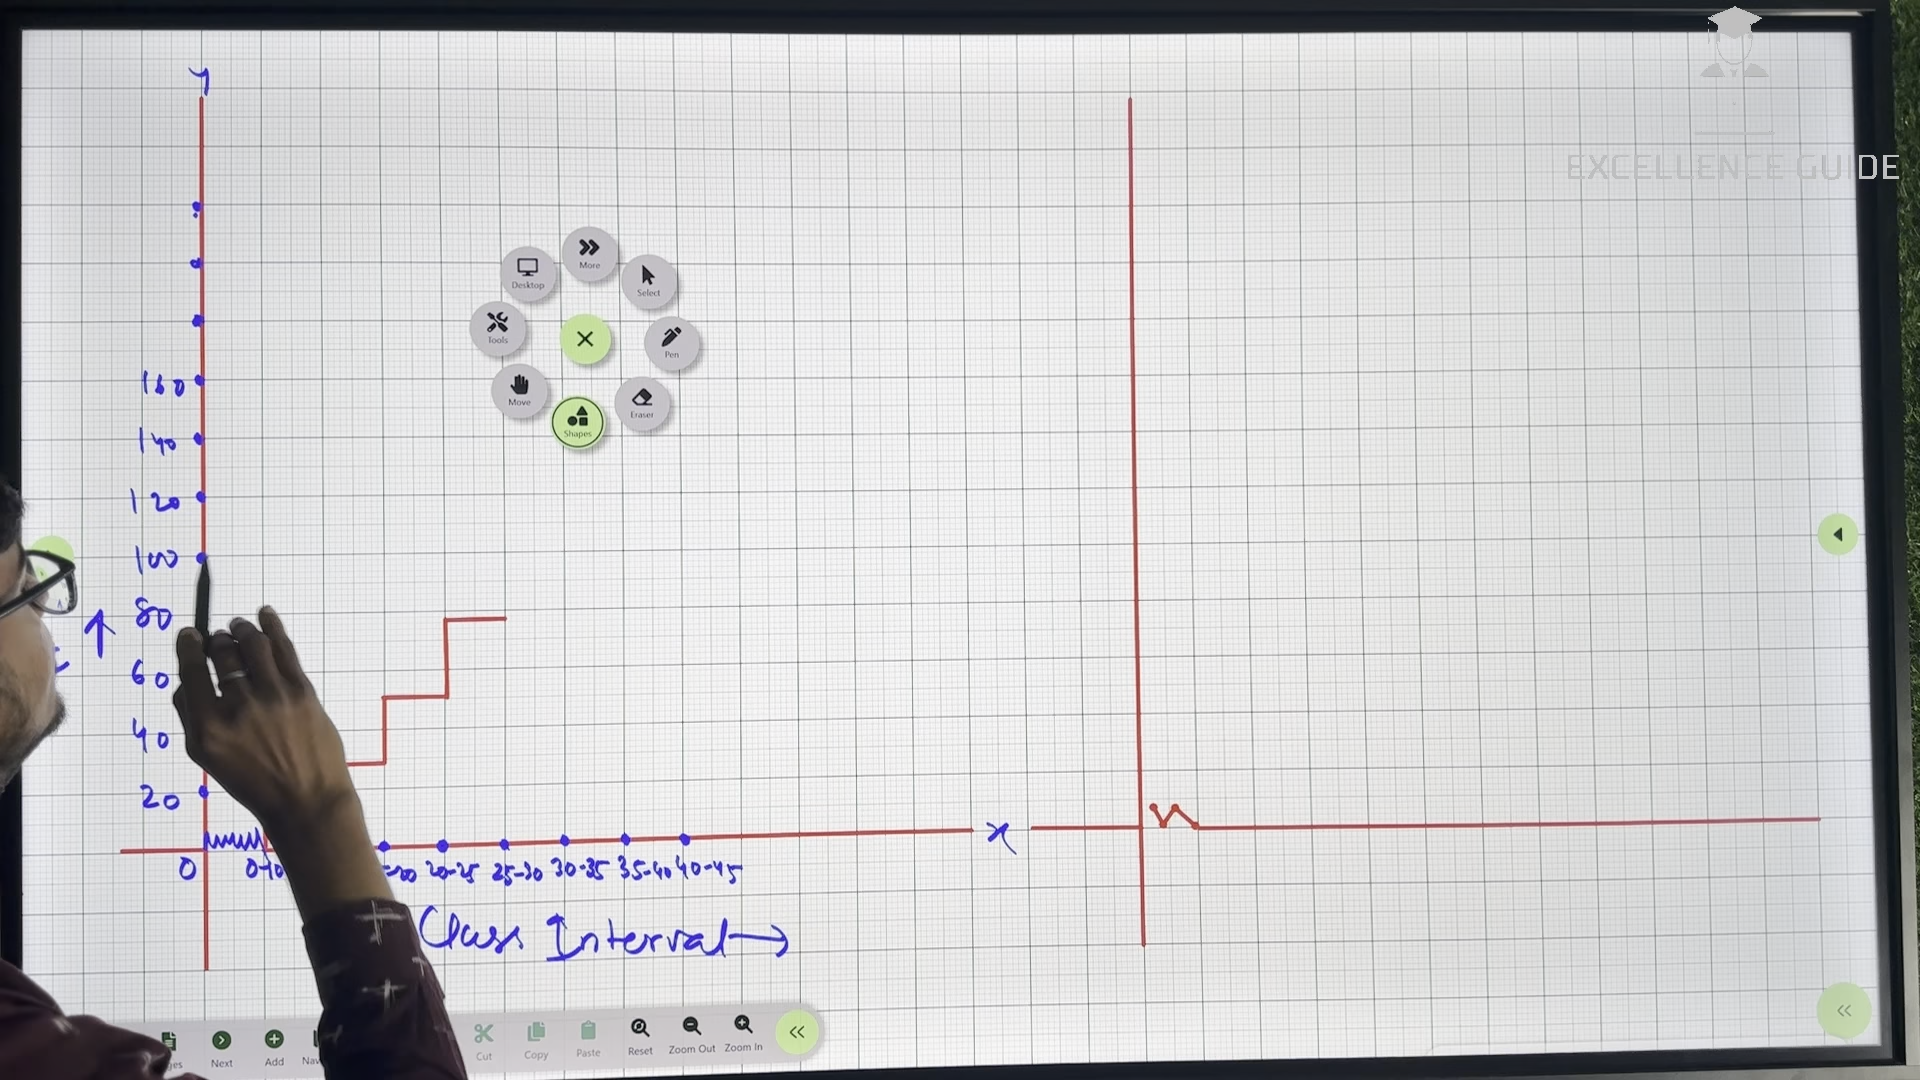 y
EXCELLENCE GUIDE
More
Desktop
Select
Tools
Pen
Move
Eraser
Shapes
160
140
120
100
80
60
40
20
x
0 0-10 20-25 25-30 30-35 35-40 40-45
Class Interval →
Next Add Cut Copy Paste Reset Zoom Out Zoom In